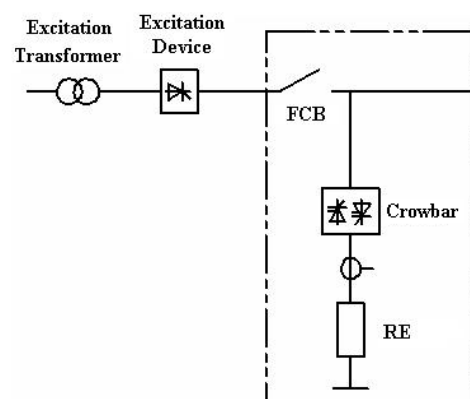 Excitation
Transformer
Excitation
Device
FCB
Crowbar
RE